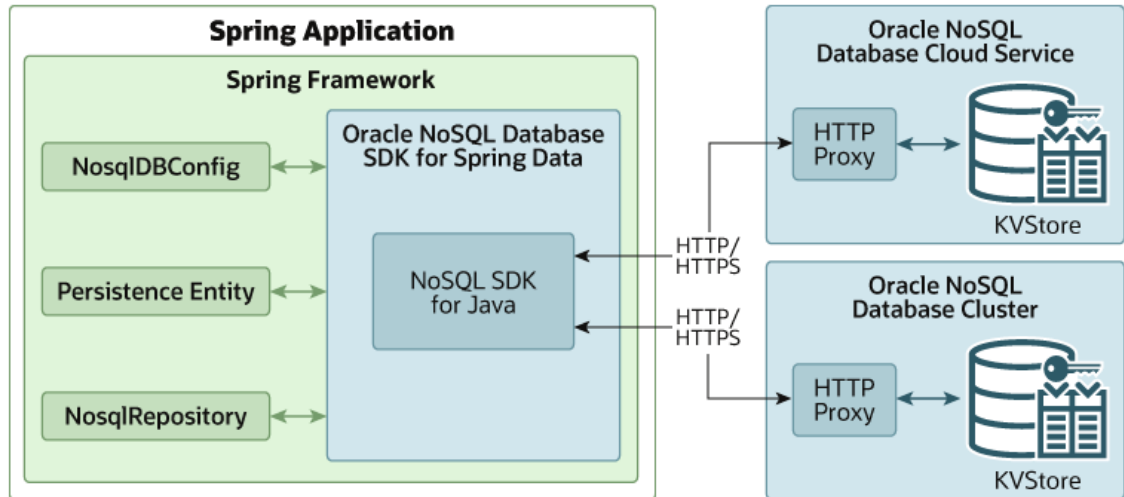 Spring Application
Spring Framework
NosqlDBConfig
Persistence Entity
NosqlRepository
Oracle NoSQL Database
SDK for Spring Data
NoSQL SDK
for Java
HTTP/
HTTPS
HTTP/
HTTPS
Oracle NoSQL
Database Cloud Service
HTTP
Proxy
KVStore
Oracle NoSQL
Database Cluster
HTTP
Proxy
KVStore